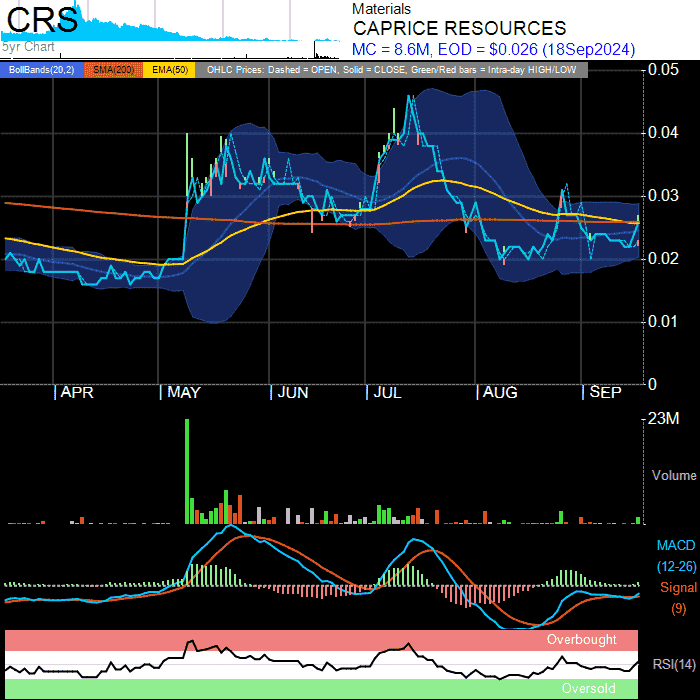 CRS
5yr Chart
Materials
CAPRICE RESOURCES
MC = 8.6M, EOD = $0.026 (18Sep2024)
BollBands(20,2) SMA(200) EMA(50) OHLC Prices: Dashed = OPEN, Solid = CLOSE, Green/Red bars = Intra-day HIGH/LOW
0.05
0.04
0.03
0.02
0.01
0
APR MAY JUN JUL AUG SEP
23M
Volume
MACD
(12-26)
Signal
(9)
Overbought
RSI(14)
Oversold